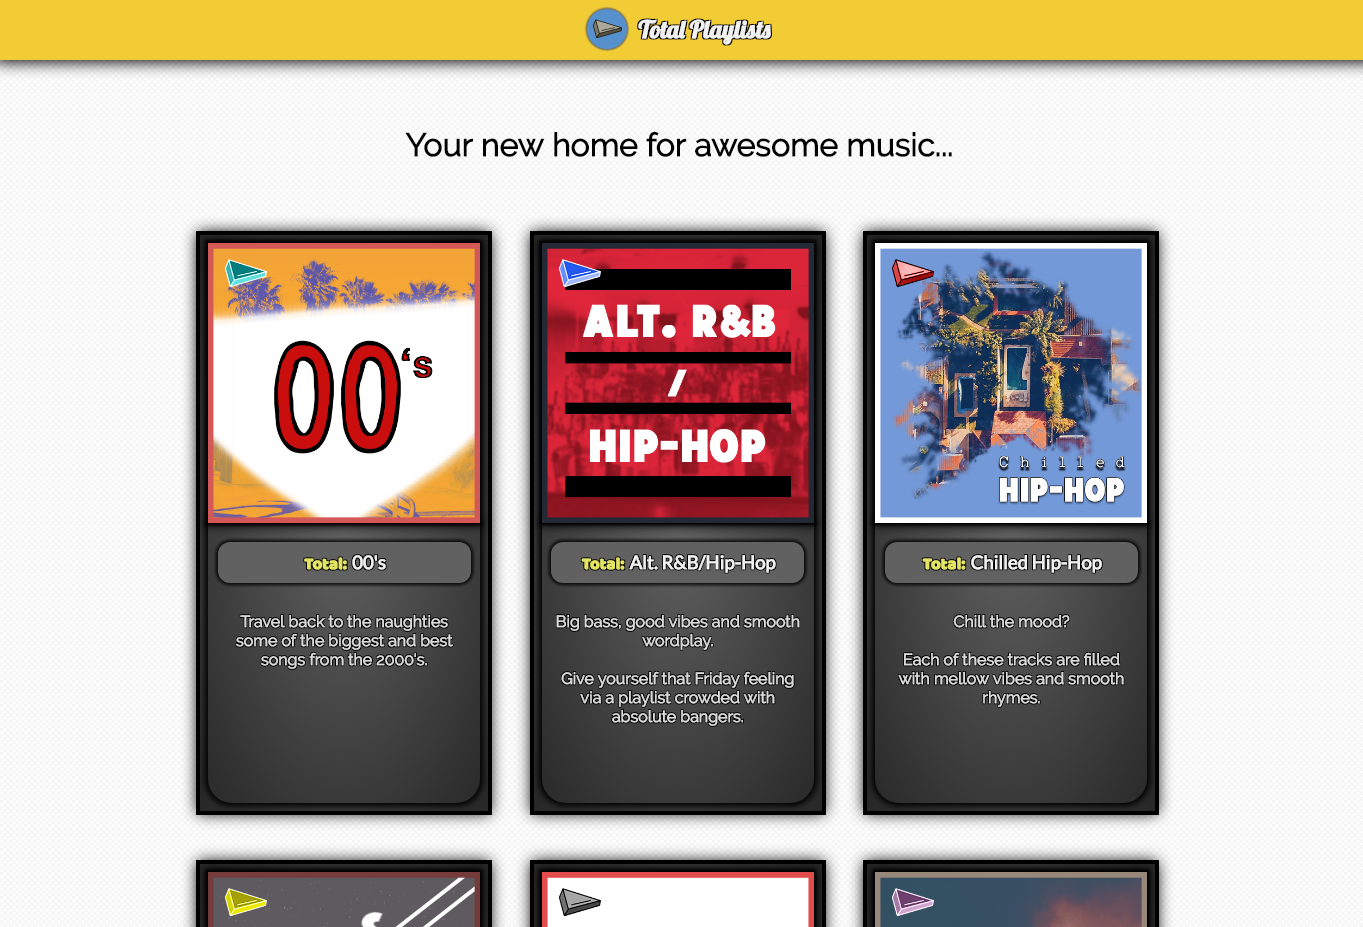 Total Playlists
Your new home for awesome music...
00's
ALT. R&B
/
HIP-HOP
Chilled
HIP-HOP
Total: 00's
Total: Alt. R&B/Hip-Hop
Total: Chilled Hip-Hop
Travel back to the naughties
some of the biggest and best
songs from the 2000's.
Big bass, good vibes and smooth
wordplay.
Give yourself that Friday feeling
via a playlist crowded with
absolute bangers.
Chill the mood?
Each of these tracks are filled
with mellow vibes and smooth
rhymes.